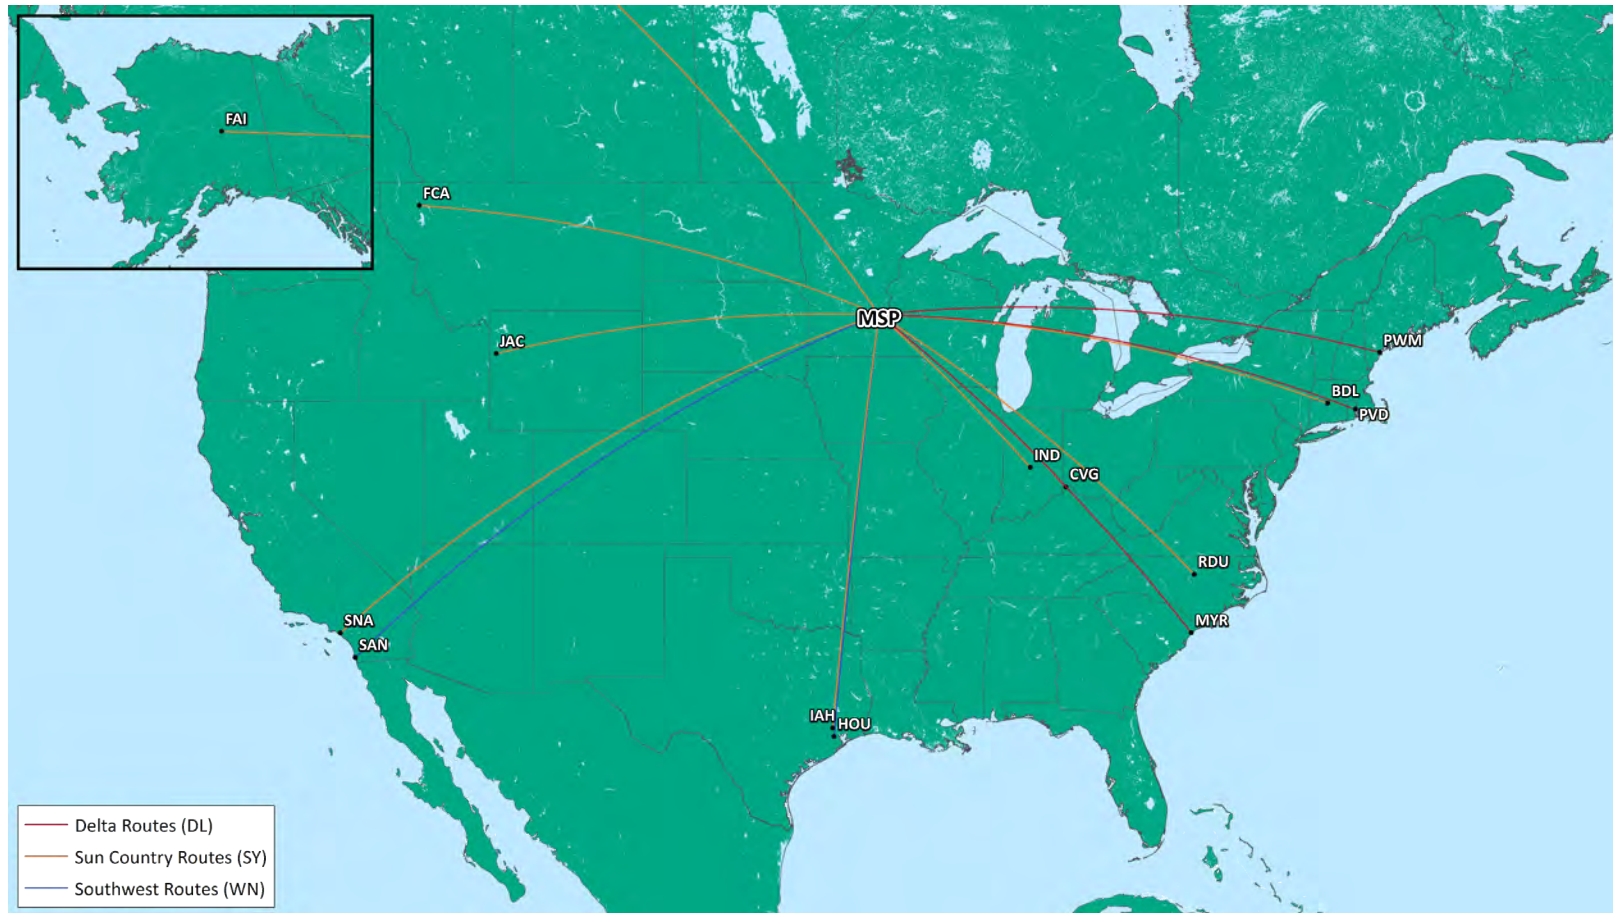 FAI
FCA
MSP
JAC
PWM
BDL
PVD
IND
CVG
RDU
SNA
MYR
SAN
IAH
HOU
Delta Routes (DL)
Sun Country Routes (SY)
Southwest Routes (WN)